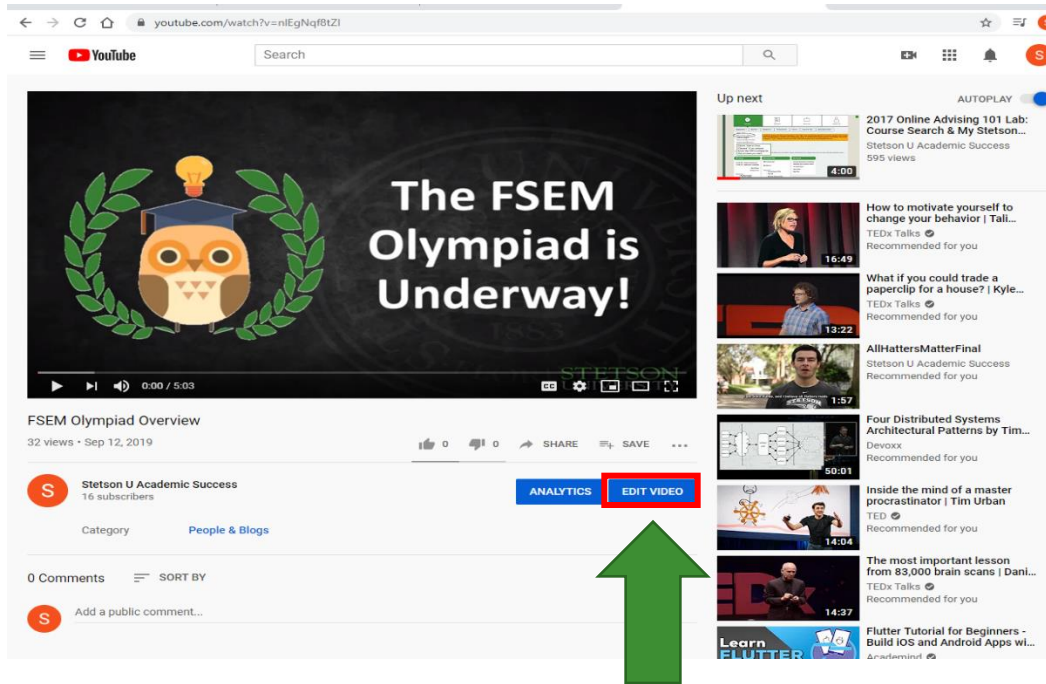 youtube.com/watch?v=nlEgNqf8tZI
YouTube
Search
S
The FSEM
Olympiad is
Underway!
1883
STETSON
UNIVERSITY
0:00 / 5:03
CC
FSEM Olympiad Overview
32 views • Sep 12, 2019
0
0
SHARE
SAVE
S
Stetson U Academic Success
16 subscribers
ANALYTICS
EDIT VIDEO
Category
People & Blogs
0 Comments
SORT BY
S
Add a public comment...
Up next
AUTOPLAY
4:00
2017 Online Advising 101 Lab:
Course Search & My Stetson...
Stetson U Academic Success
595 views
16:49
How to motivate yourself to
change your behavior | Tali...
TEDx Talks
Recommended for you
13:22
What if you could trade a
paperclip for a house? | Kyle...
TEDx Talks
Recommended for you
1:57
AllHattersMatterFinal
Stetson U Academic Success
Recommended for you
50:01
Four Distributed Systems
Architectural Patterns by Tim...
Devoxx
Recommended for you
14:04
Inside the mind of a master
procrastinator | Tim Urban
TED
Recommended for you
14:37
The most important lesson
from 83,000 brain scans | Dani...
TEDx Talks
Recommended for you
Learn
FLUTTER
Flutter Tutorial for Beginners -
Build iOS and Android Apps wi...
Academind